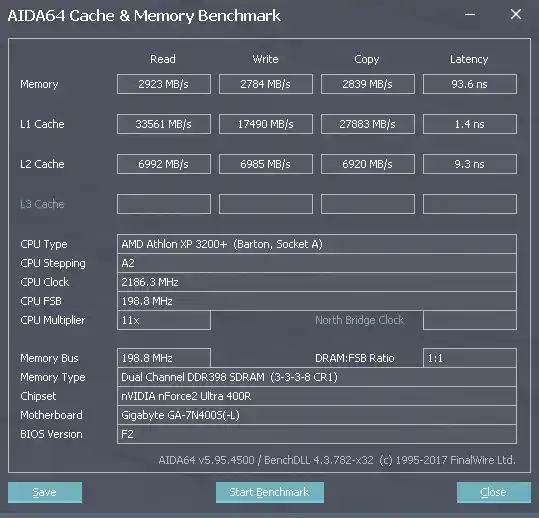 AIDA64 Cache & Memory Benchmark
Read Write Copy Latency
Memory 2923 MB/s 2784 MB/s 2839 MB/s 93.6 ns
L1 Cache 33561 MB/s 17490 MB/s 27883 MB/s 1.4 ns
L2 Cache 6992 MB/s 6985 MB/s 6920 MB/s 9.3 ns
L3 Cache
CPU Type AMD Athlon XP 3200+ (Barton, Socket A)
CPU Stepping A2
CPU Clock 2186.3 MHz
CPU FSB 198.8 MHz
CPU Multiplier 11x North Bridge Clock
Memory Bus 198.8 MHz DRAM:FSB Ratio 1:1
Memory Type Dual Channel DDR398 SDRAM (3-3-3-8 CR1)
Chipset nVIDIA nForce2 Ultra 400R
Motherboard Gigabyte GA-7N400S(-L)
BIOS Version F2
AIDA64 v5.95.4500 / BenchDLL 4.3.782-x32 (c) 1995-2017 FinalWire Ltd.
Save Start Benchmark Close